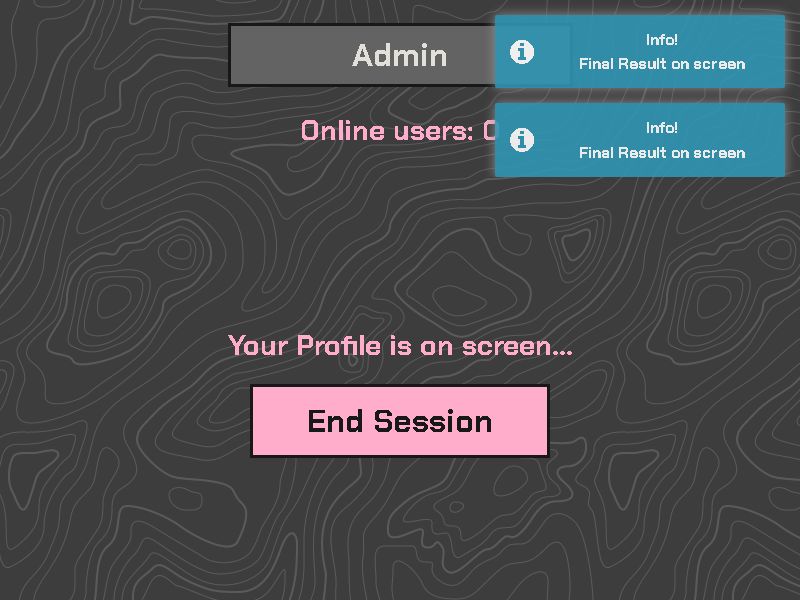 Admin
Info!
Final Result on screen
Online users:
Info!
Final Result on screen
Your Profile is on screen...
End Session